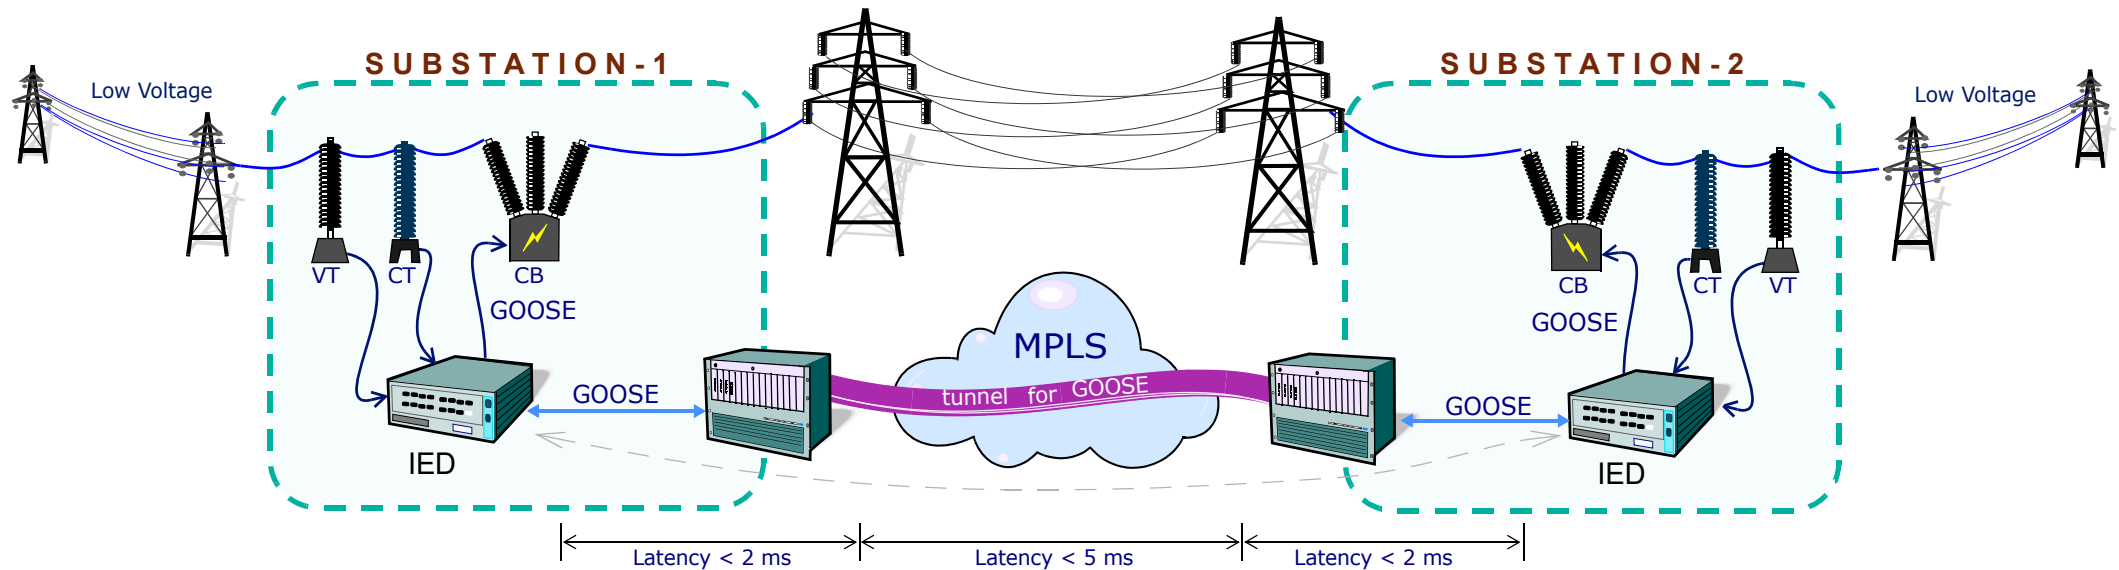 SUBSTATION-1
SUBSTATION-2
Low Voltage
Low Voltage
VT
CT
CB
GOOSE
CB
CT
VT
GOOSE
MPLS
tunnel for GOOSE
GOOSE
GOOSE
IED
IED
Latency < 2 ms
Latency < 5 ms
Latency < 2 ms